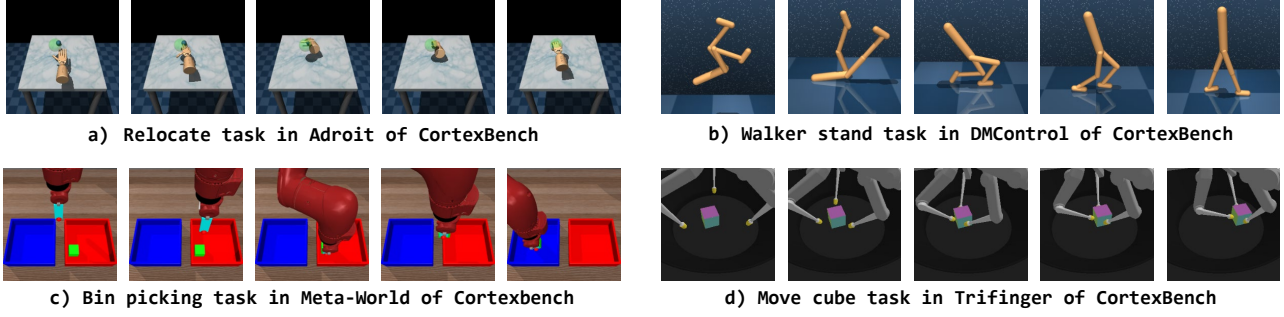 a) Relocate task in Adroit of CortexBench
b) Walker stand task in DMControl of CortexBench
c) Bin picking task in Meta-World of Cortexbench
d) Move cube task in Trifinger of CortexBench